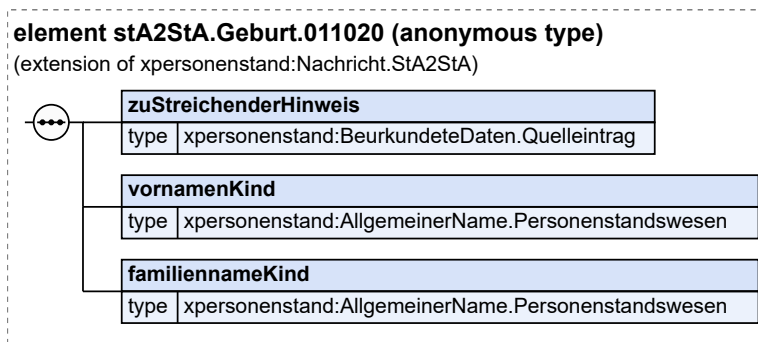 element stA2StA.Geburt.011020 (anonymous type)
(extension of xpersonenstand:Nachricht.StA2StA)
zuStreichenderHinweis
type xpersonenstand:BeurkundeteDaten.Quelleintrag
vornamenKind
type xpersonenstand:AllgemeinerName.Personenstandswesen
familiennameKind
type xpersonenstand:AllgemeinerName.Personenstandswesen